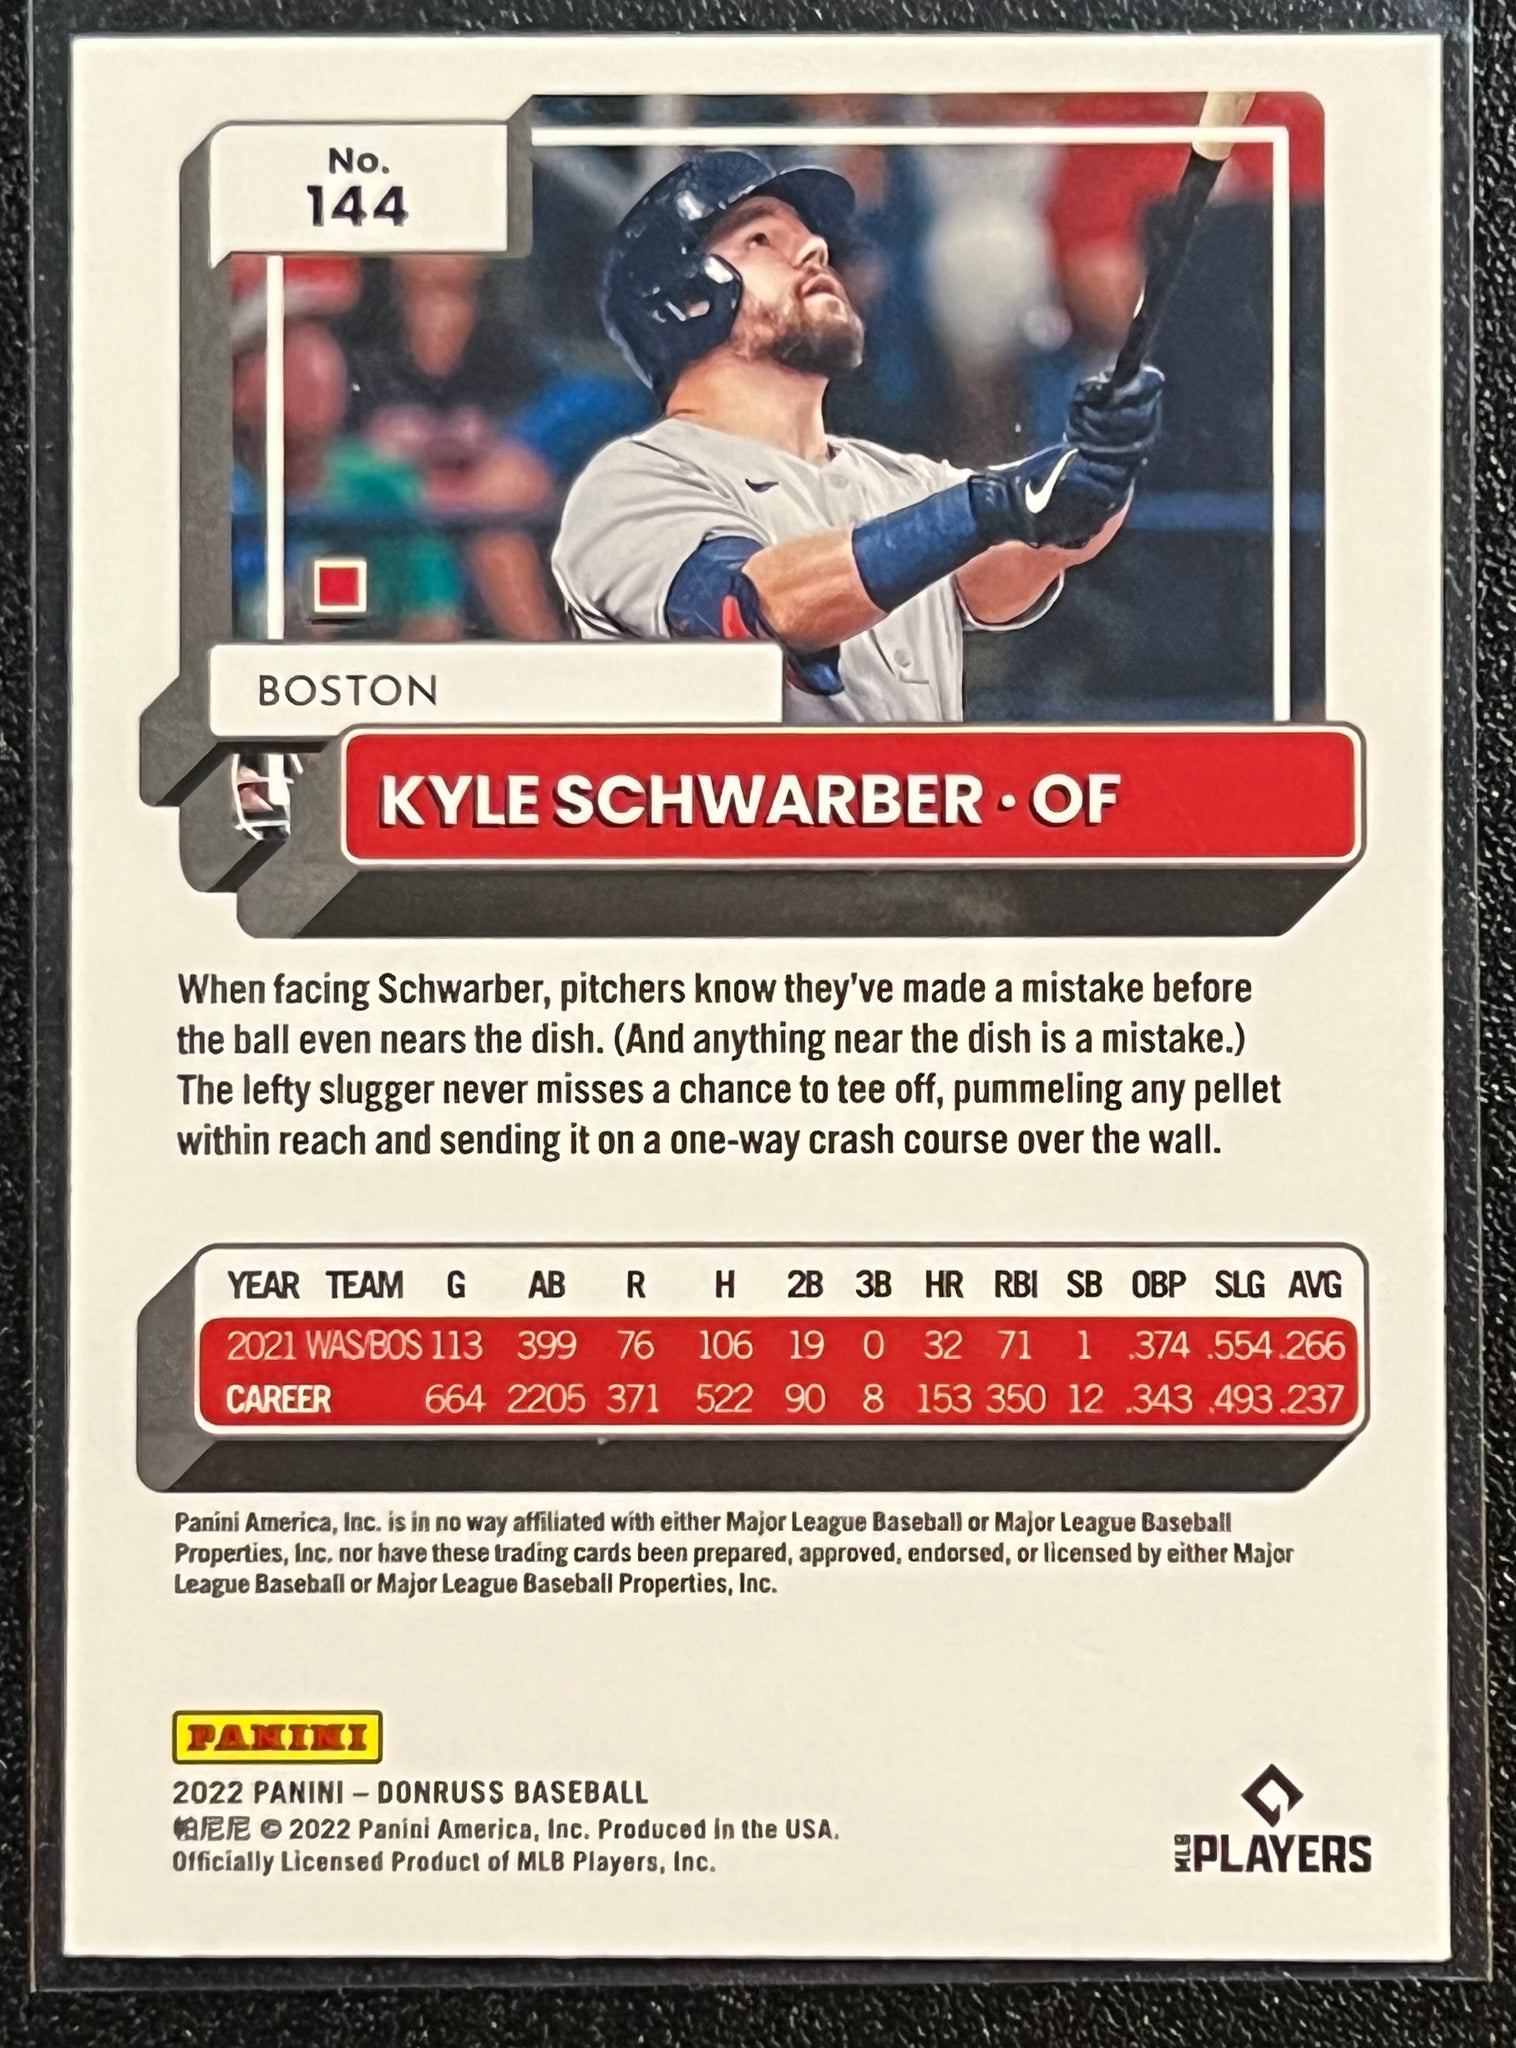 No.
144
BOSTON
KYLE SCHWARBER · OF
When facing Schwarber, pitchers know they've made a mistake before
the ball even nears the dish. (And anything near the dish is a mistake.)
The lefty slugger never misses a chance to tee off, pummeling any pellet
within reach and sending it on a one-way crash course over the wall.
YEAR TEAM G AB R H 2B 3B HR RBI SB OBP SLG AVG
2021 WAS/BOS 113 399 76 106 19 0 32 71 1 .374 .554 .266
CAREER 664 2205 371 522 90 8 153 350 12 .343 .493 .237
Panini America, Inc. is in no way affiliated with either Major League Baseball or Major League Baseball
Properties, Inc. nor have these trading cards been prepared, approved, endorsed, or licensed by either Major
League Baseball or Major League Baseball Properties, Inc.
PANINI
2022 PANINI – DONRUSS BASEBALL
帕尼尼 © 2022 Panini America, Inc. Produced in the USA.
Officially Licensed Product of MLB Players, Inc.
MLB PLAYERS